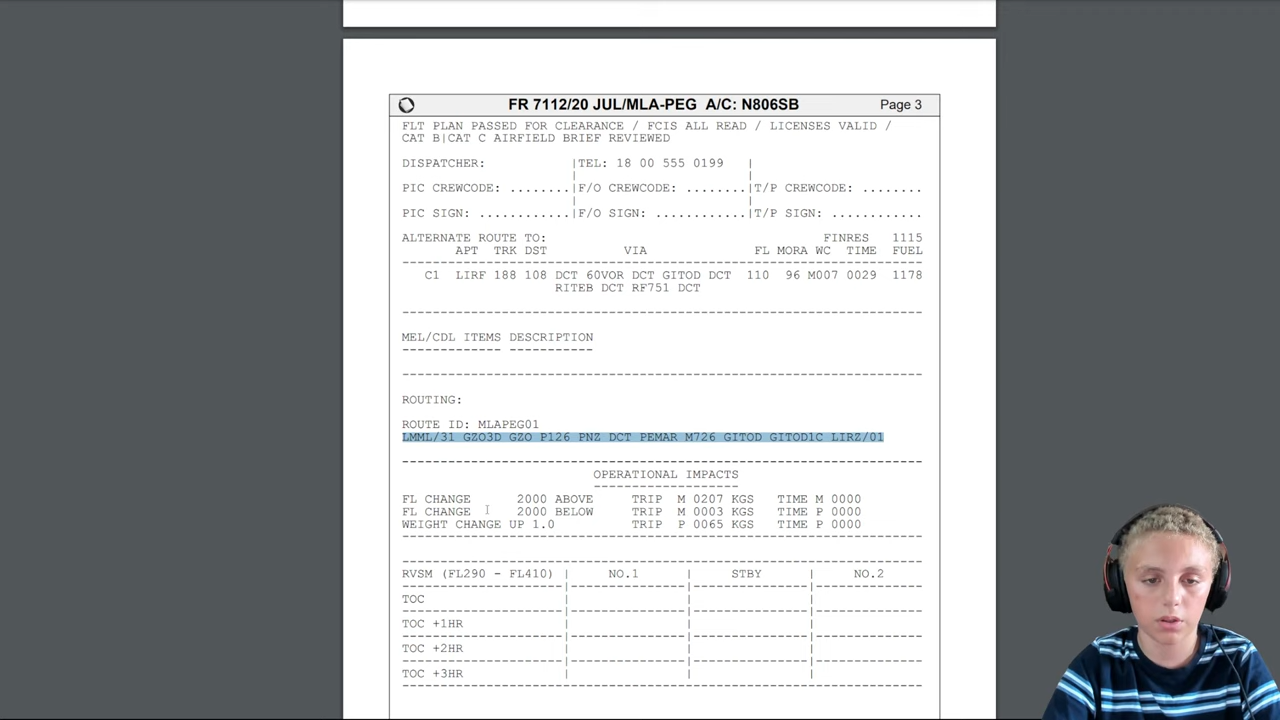 FR 7112/20 JUL/MLA-PEG A/C: N806SB Page 3
FLT PLAN PASSED FOR CLEARANCE / FCIS ALL READ / LICENSES VALID /
CAT B|CAT C AIRFIELD BRIEF REVIEWED
DISPATCHER: |TEL: 18 00 555 0199 |
PIC CREWCODE: ........|F/O CREWCODE: ........|T/P CREWCODE: ........
PIC SIGN: ............|F/O SIGN: ............|T/P SIGN: ............
ALTERNATE ROUTE TO: FINRES 1115
APT TRK DST VIA FL MORA WC TIME FUEL
--------------------------------------------------------------------
C1 LIRF 188 108 DCT 60VOR DCT GITOD DCT 110 96 M007 0029 1178
RITEB DCT RF751 DCT
--------------------------------------------------------------------
MEL/CDL ITEMS DESCRIPTION
------------- -----------
--------------------------------------------------------------------
ROUTING:
ROUTE ID: MLAPEG01
LMML/31 GZO3D GZO P126 PNZ DCT PEMAR M726 GITOD GITOD1C LIRZ/01
--------------------------------------------------------------------
OPERATIONAL IMPACTS
-------------------
FL CHANGE 2000 ABOVE TRIP M 0207 KGS TIME M 0000
FL CHANGE 2000 BELOW TRIP M 0003 KGS TIME P 0000
WEIGHT CHANGE UP 1.0 TRIP P 0065 KGS TIME P 0000
--------------------------------------------------------------------
--------------------------------------------------------------------
RVSM (FL290 - FL410) | NO.1 | STBY | NO.2
TOC
TOC +1HR
TOC +2HR
TOC +3HR